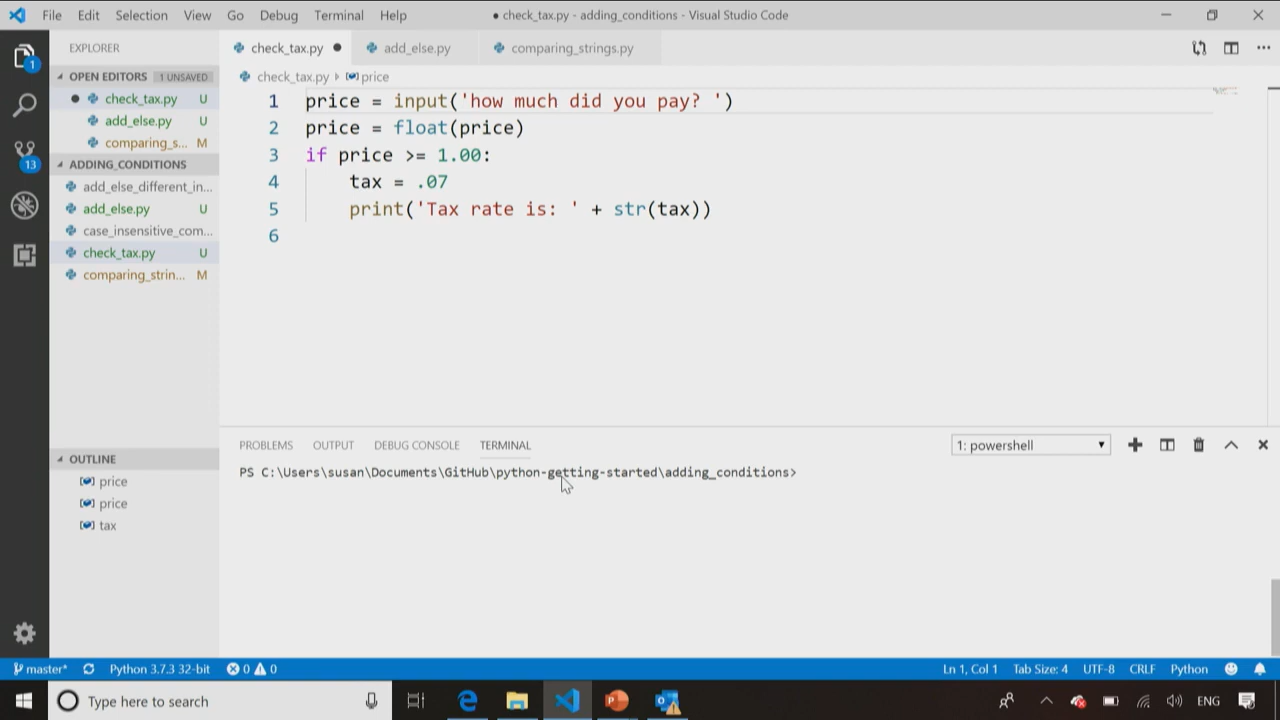 File Edit Selection View Go Debug Terminal Help
● check_tax.py - adding_conditions - Visual Studio Code
EXPLORER
OPEN EDITORS 1 UNSAVED
check_tax.py U
add_else.py U
comparing_s... M
ADDING_CONDITIONS
add_else_different_in...
add_else.py U
case_insensitive_com...
check_tax.py U
comparing_strin... M
OUTLINE
price
price
tax
1
13
check_tax.py ● add_else.py comparing_strings.py
check_tax.py price
1 price = input('how much did you pay? ')
2 price = float(price)
3 if price >= 1.00:
4 tax = .07
5 print('Tax rate is: ' + str(tax))
6
PROBLEMS OUTPUT DEBUG CONSOLE TERMINAL 1: powershell
PS C:\Users\susan\Documents\GitHub\python-getting-started\adding_conditions>
master* Python 3.7.3 32-bit 0 0 Ln 1, Col 1 Tab Size: 4 UTF-8 CRLF Python
Type here to search ENG